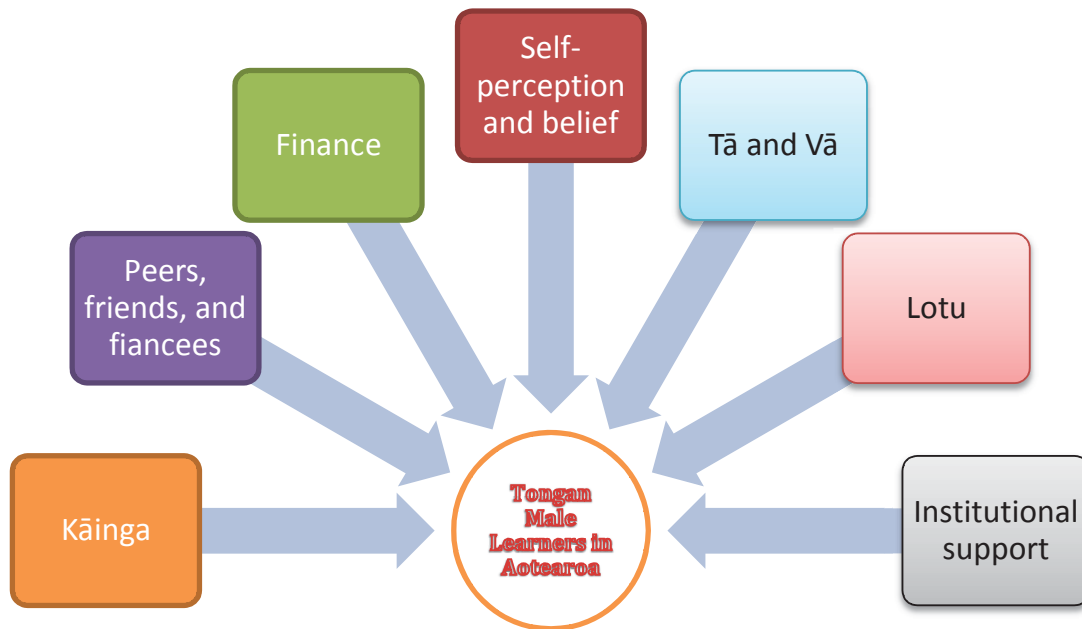 Self-
perception
and belief
Finance
Tā and Vā
Peers,
friends, and
fiancees
Lotu
Kāinga
Tongan
Male
Learners in
Aotearoa
Institutional
support